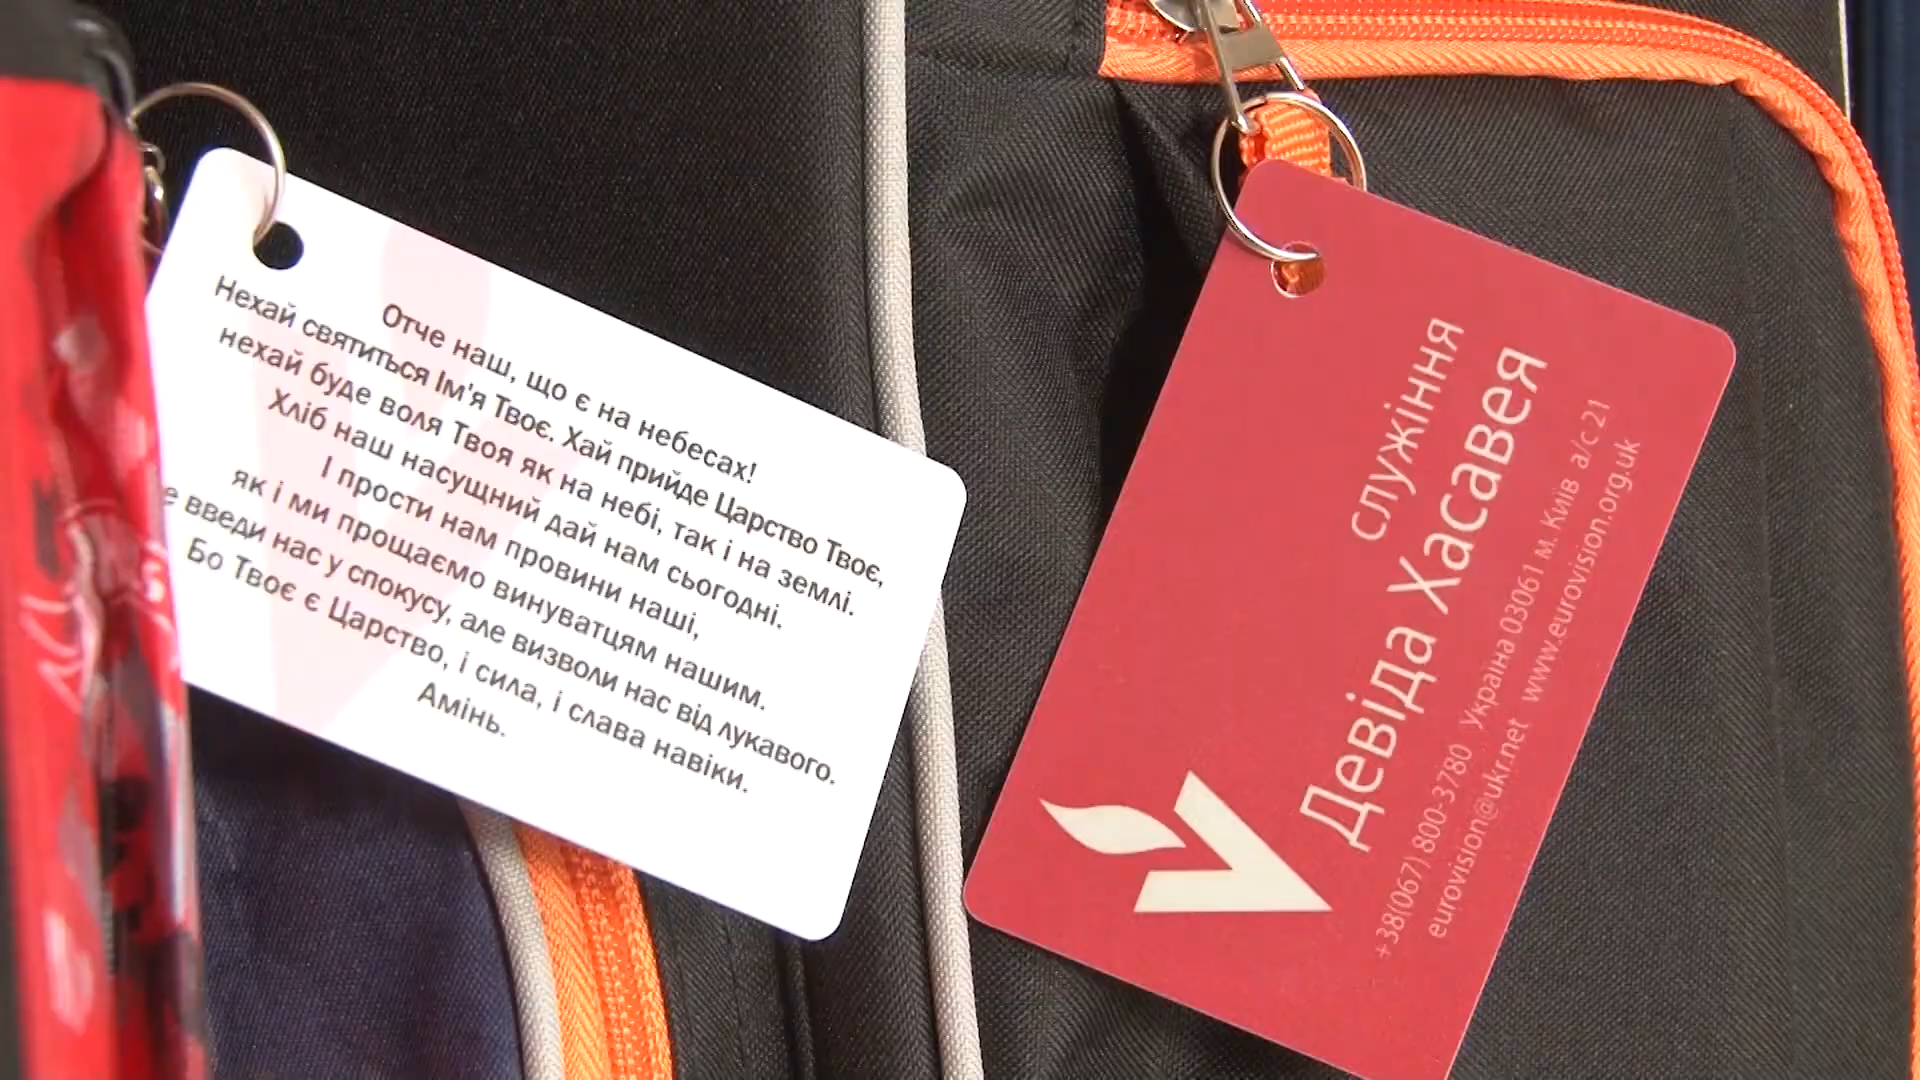 Отче наш, що є на небесах!
Нехай святиться Ім'я Твоє. Хай прийде Царство Твоє,
нехай буде воля Твоя як на небі, так і на землі.
Хліб наш насущний дай нам сьогодні.
І прости нам провини наші,
як і ми прощаємо винуватцям нашим.
введи нас у спокусу, але визволи нас від лукавого.
Бо Твоє є Царство, і сила, і слава навіки.
Амінь.
служіння
Девіда Хасавея
+38(067) 800-3780 Україна 03061 м. Київ а/с 21
eurovision@ukr.net www.eurovision.org.uk